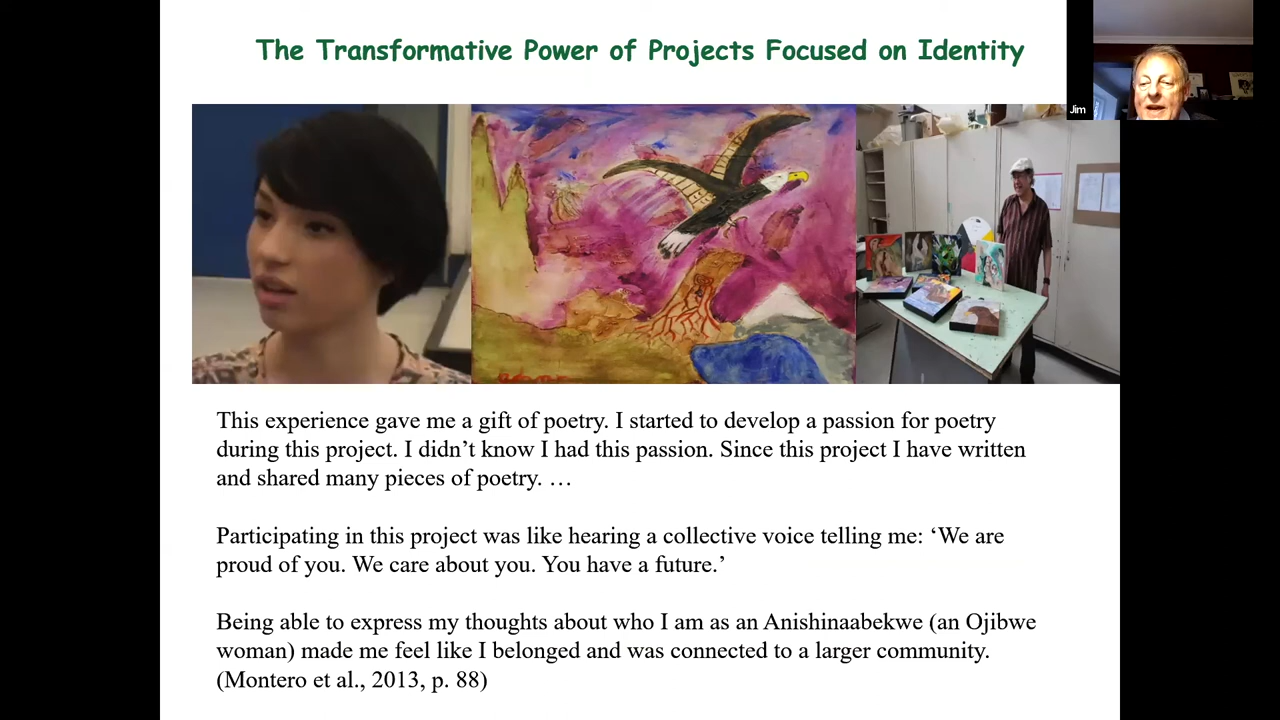 The Transformative Power of Projects Focused on Identity
Jim
This experience gave me a gift of poetry. I started to develop a passion for poetry
during this project. I didn’t know I had this passion. Since this project I have written
and shared many pieces of poetry. …
Participating in this project was like hearing a collective voice telling me: ‘We are
proud of you. We care about you. You have a future.’
Being able to express my thoughts about who I am as an Anishinaabekwe (an Ojibwe
woman) made me feel like I belonged and was connected to a larger community.
(Montero et al., 2013, p. 88)